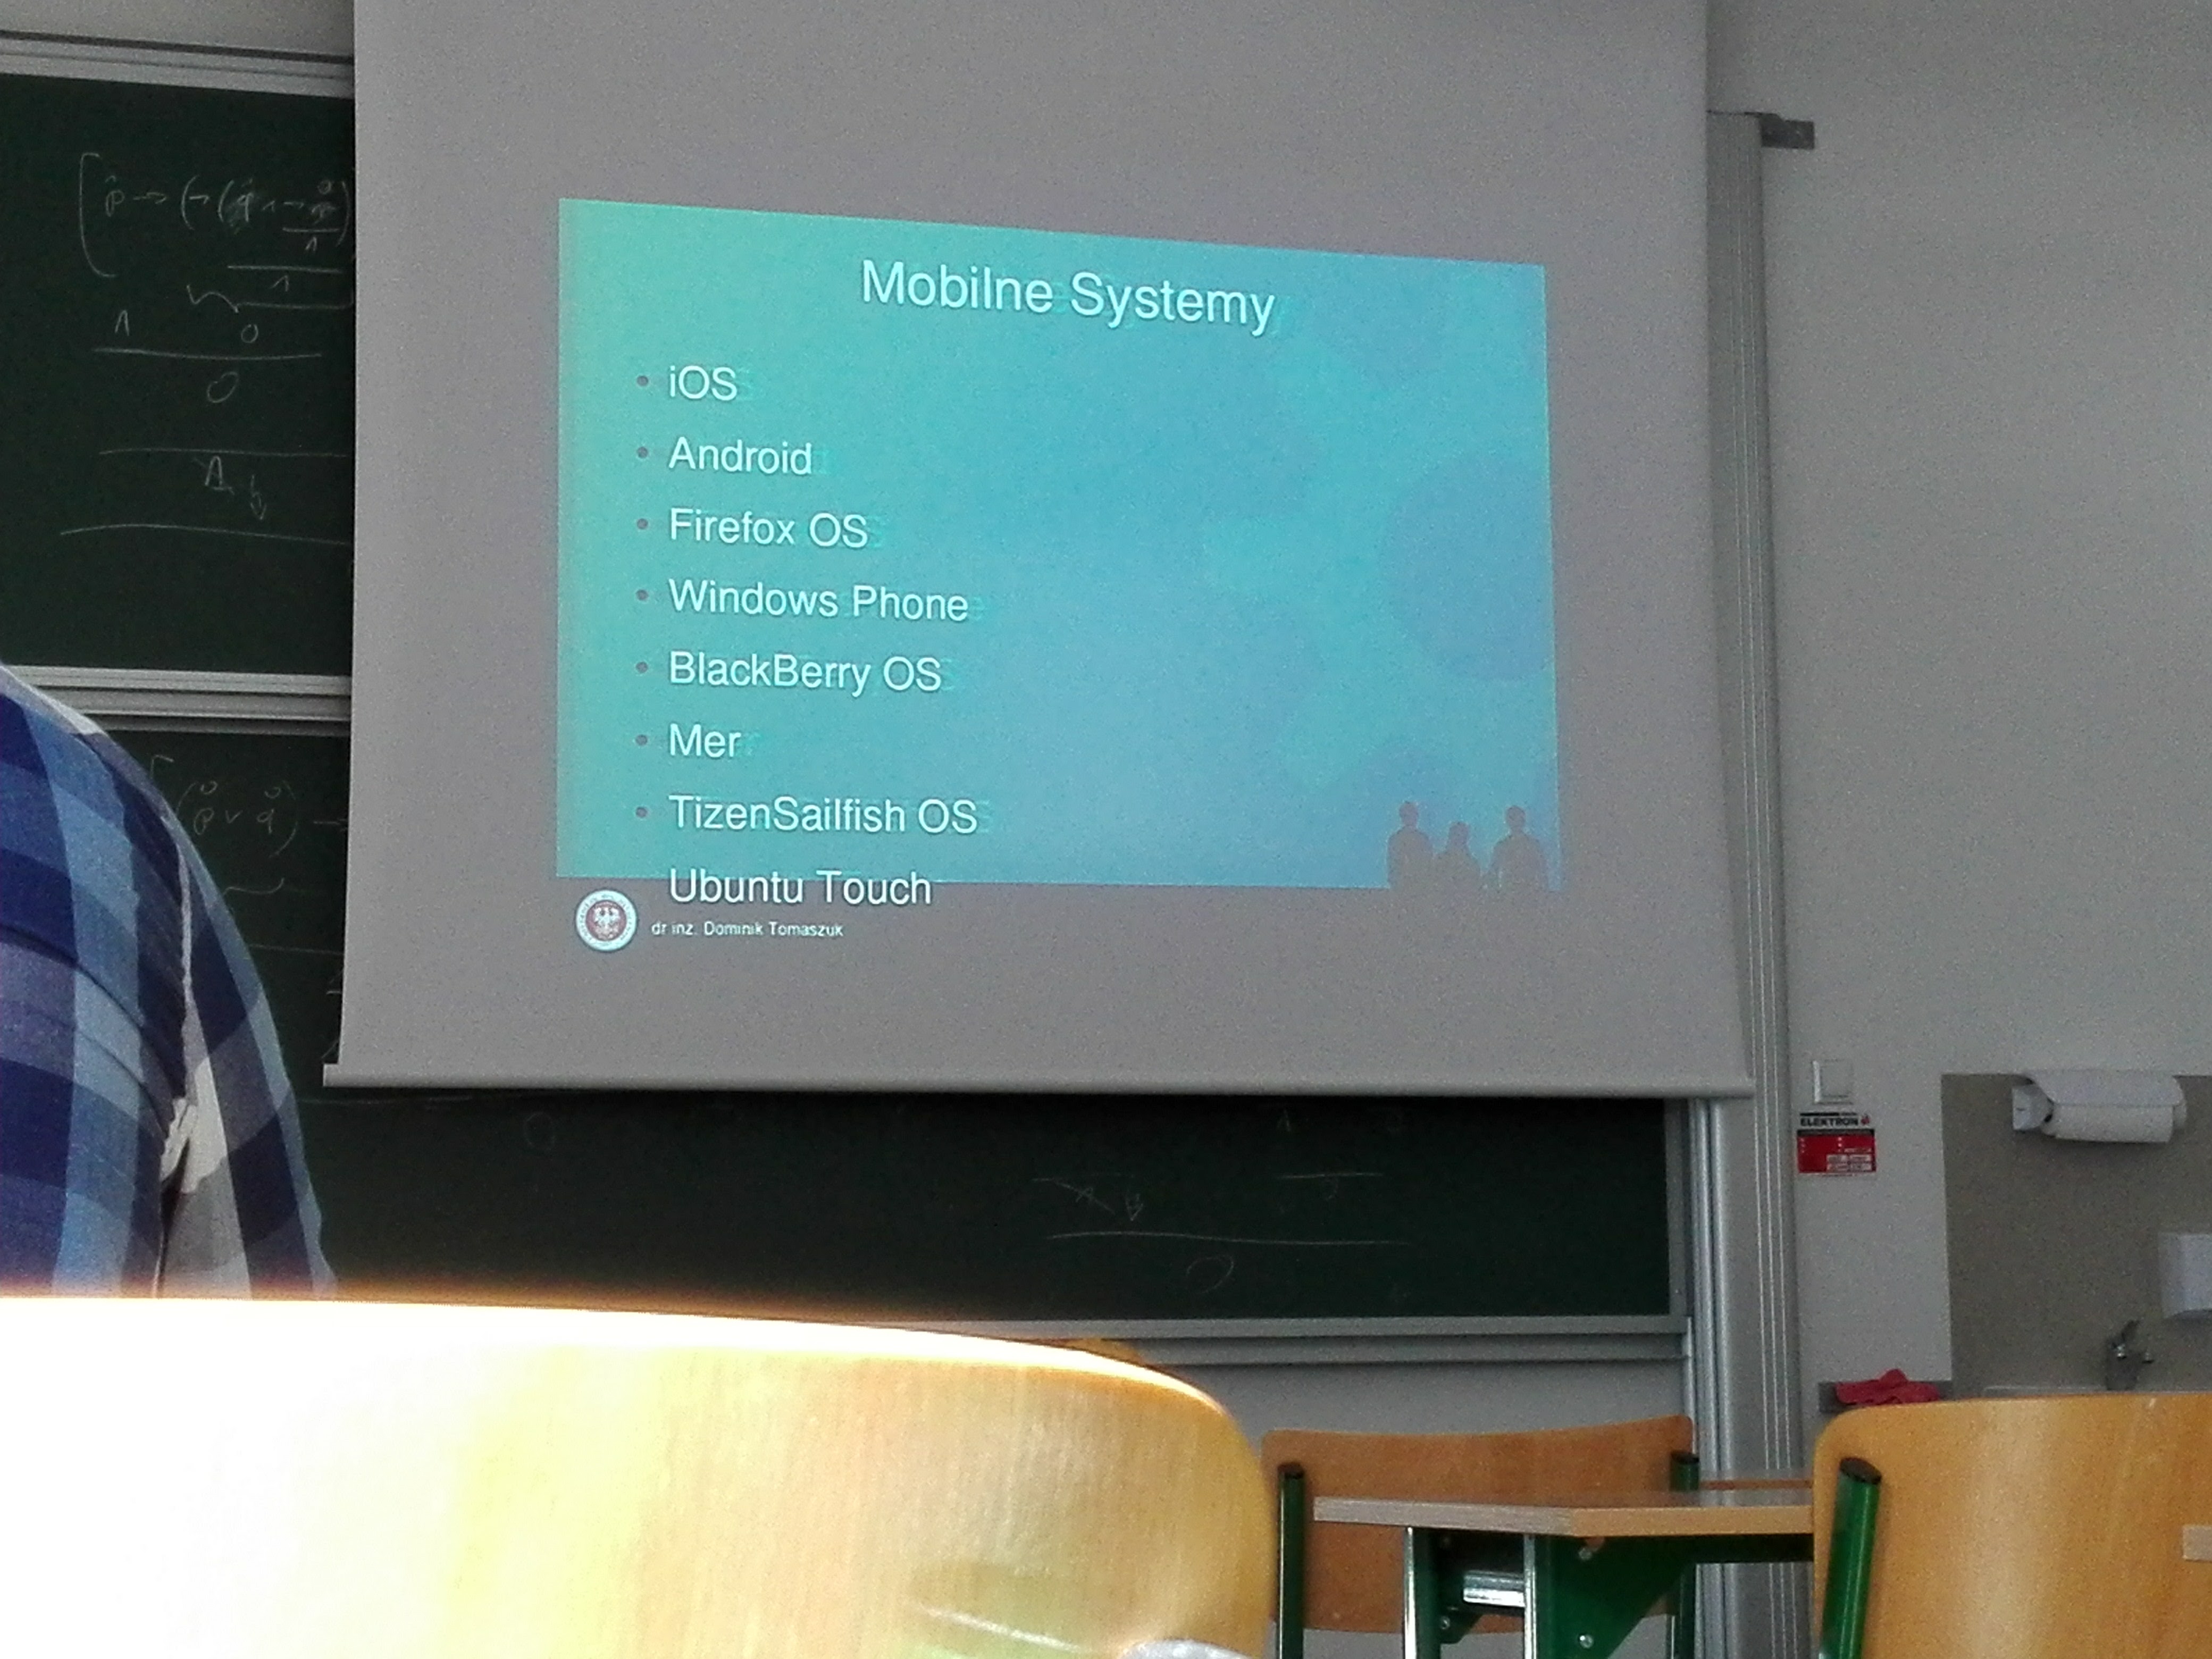 Mobilne Systemy
iOS
Android
Firefox OS
Windows Phone
BlackBerry OS
Mer
TizenSailfish OS
Ubuntu Touch
dr inz. Dominik Tomaszuk
ELEKTRON